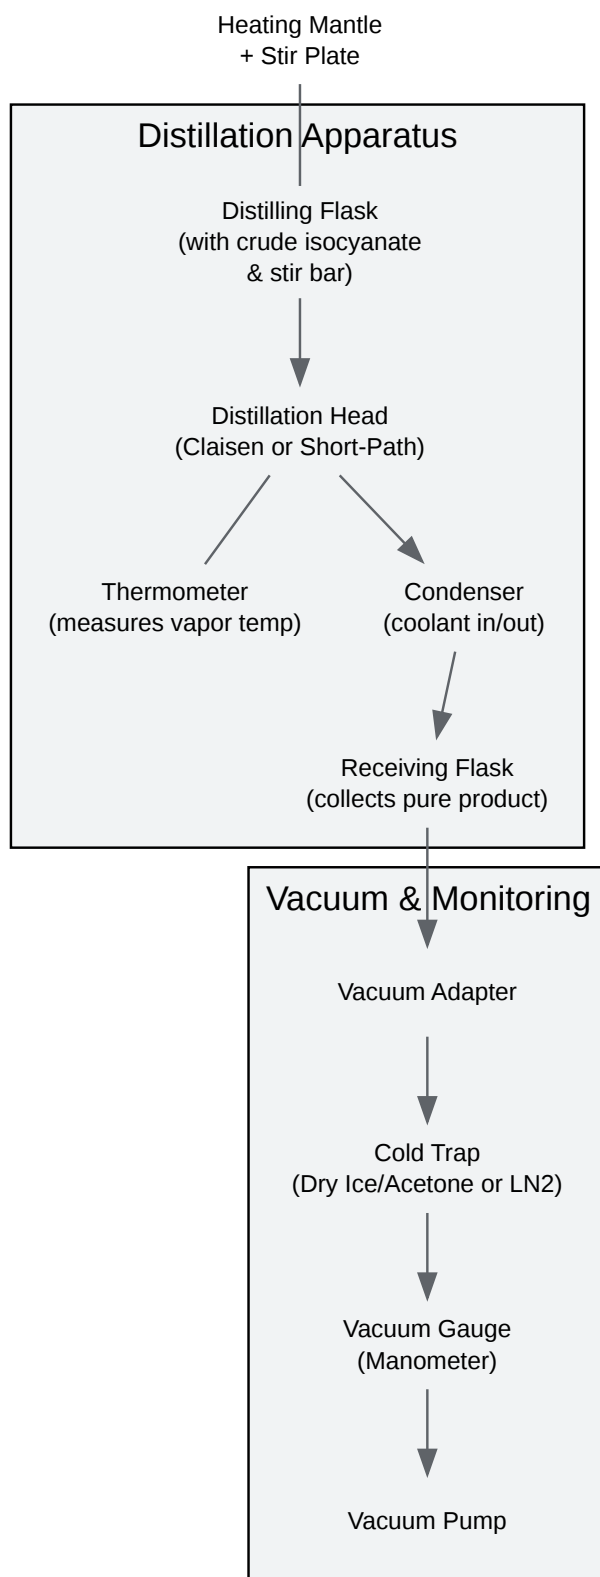 Heating Mantle
+ Stir Plate
Distillation Apparatus
Distilling Flask
(with crude isocyanate
& stir bar)
Distillation Head
(Claisen or Short-Path)
Thermometer
(measures vapor temp)
Condenser
(coolant in/out)
Receiving Flask
(collects pure product)
Vacuum & Monitoring
Vacuum Adapter
Cold Trap
(Dry Ice/Acetone or LN2)
Vacuum Gauge
(Manometer)
Vacuum Pump